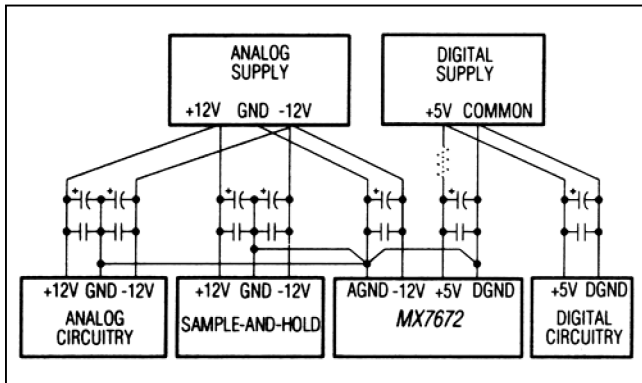 ANALOG
SUPPLY
+12V GND -12V
DIGITAL
SUPPLY
+5V COMMON
+ + + + + + +
+12V GND -12V
ANALOG
CIRCUITRY
+12V GND -12V
SAMPLE-AND-HOLD
AGND -12V +5V DGND
MX7672
+5V DGND
DIGITAL
CIRCUITRY